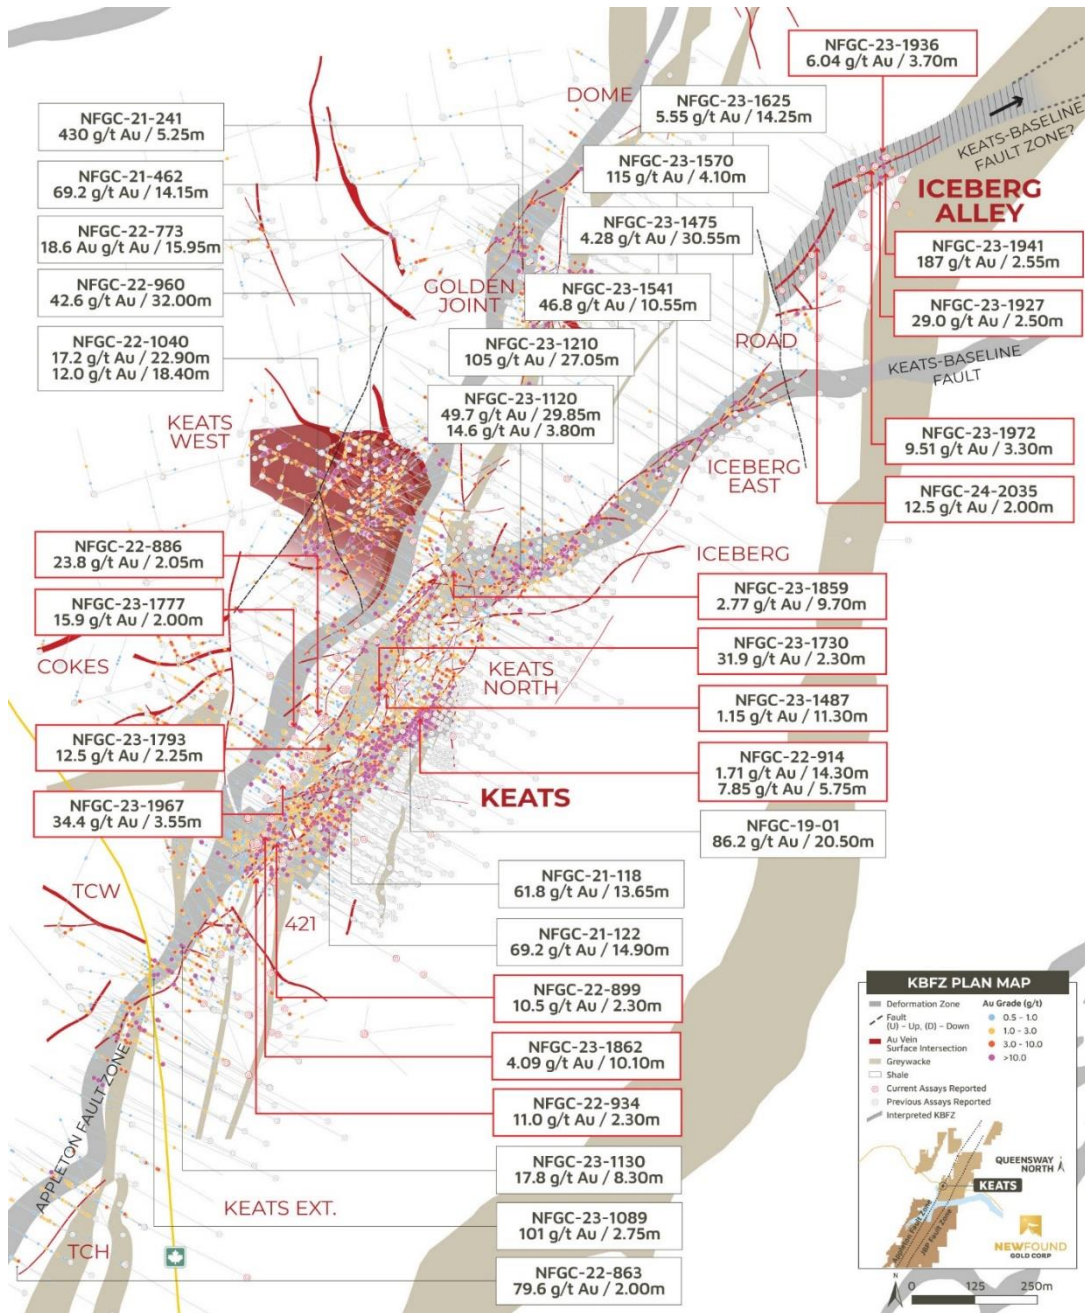 NFGC-23-1936
6.04 g/t Au / 3.70m
DOME
NFGC-23-1625
5.55 g/t Au / 14.25m
NFGC-21-241
430 g/t Au / 5.25m
KEATS-BASELINE
FAULT ZONE?
NFGC-21-462
69.2 g/t Au / 14.15m
NFGC-23-1570
115 g/t Au / 4.10m
ICEBERG
ALLEY
NFGC-22-773
18.6 Au g/t Au / 15.95m
NFGC-23-1475
4.28 g/t Au / 30.55m
NFGC-23-1941
187 g/t Au / 2.55m
NFGC-22-960
42.6 g/t Au / 32.00m
GOLDEN
JOINT
NFGC-23-1541
46.8 g/t Au / 10.55m
NFGC-23-1927
29.0 g/t Au / 2.50m
NFGC-22-1040
17.2 g/t Au / 22.90m
12.0 g/t Au / 18.40m
NFGC-23-1210
105 g/t Au / 27.05m
ROAD
KEATS-BASELINE
FAULT
NFGC-23-1120
49.7 g/t Au / 29.85m
14.6 g/t Au / 3.80m
KEATS
WEST
NFGC-23-1972
9.51 g/t Au / 3.30m
ICEBERG
EAST
NFGC-24-2035
12.5 g/t Au / 2.00m
NFGC-22-886
23.8 g/t Au / 2.05m
ICEBERG
NFGC-23-1777
15.9 g/t Au / 2.00m
NFGC-23-1859
2.77 g/t Au / 9.70m
COKES
KEATS
NORTH
NFGC-23-1730
31.9 g/t Au / 2.30m
NFGC-23-1487
1.15 g/t Au / 11.30m
NFGC-23-1793
12.5 g/t Au / 2.25m
NFGC-22-914
1.71 g/t Au / 14.30m
7.85 g/t Au / 5.75m
NFGC-23-1967
34.4 g/t Au / 3.55m
KEATS
NFGC-19-01
86.2 g/t Au / 20.50m
NFGC-21-118
61.8 g/t Au / 13.65m
TCW
421
NFGC-21-122
69.2 g/t Au / 14.90m
NFGC-22-899
10.5 g/t Au / 2.30m
NFGC-23-1862
4.09 g/t Au / 10.10m
NFGC-22-934
11.0 g/t Au / 2.30m
APPLETON FAULT ZONE
NFGC-23-1130
17.8 g/t Au / 8.30m
KEATS EXT.
NFGC-23-1089
101 g/t Au / 2.75m
TCH
NFGC-22-863
79.6 g/t Au / 2.00m
KBFZ PLAN MAP
Deformation Zone
Fault
(U) – Up, (D) – Down
Au Vein
Surface Intersection
Greywacke
Shale
Current Assays Reported
Previous Assays Reported
Interpreted KBFZ
Au Grade (g/t)
0.5 - 1.0
1.0 - 3.0
3.0 - 10.0
>10.0
QUEENSWAY
NORTH
N
KEATS
Appleton Fault Zone
JBP Fault Zone
NEWFOUND
GOLD CORP
N
0 125 250m